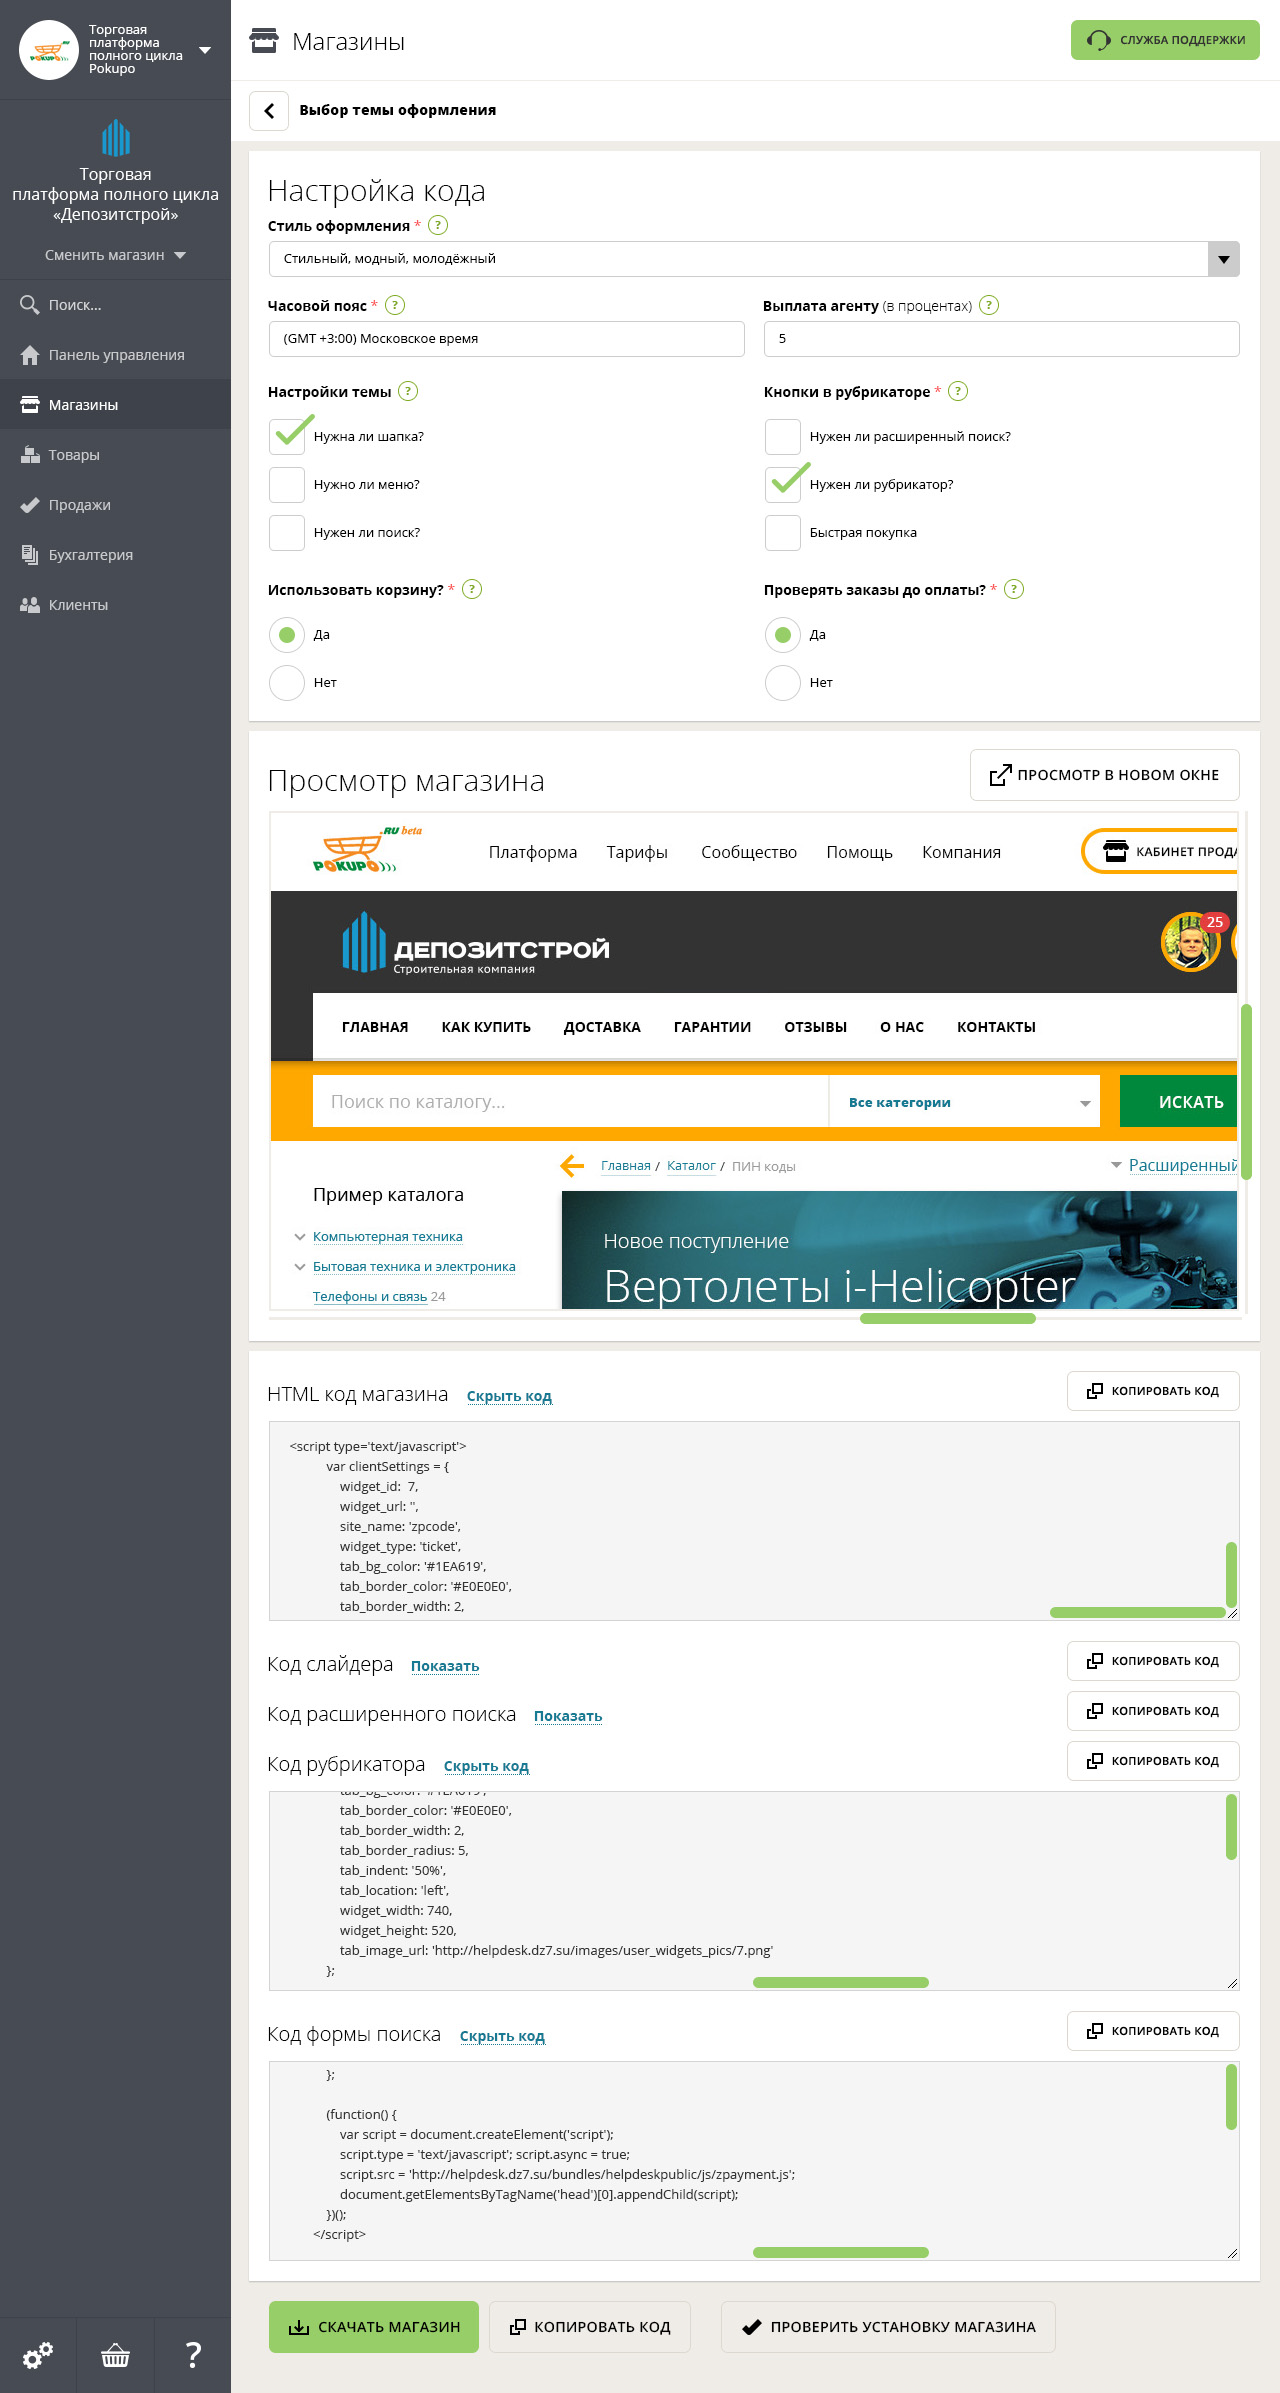 Торговая
платформа
полного цикла
Pokupo
POKUPO
Торговая
платформа полного цикла
«Депозитстрой»
Сменить магазин
Поиск...
Панель управления
Магазины
Товары
Продажи
Бухгалтерия
Клиенты
?
Магазины
СЛУЖБА ПОДДЕРЖКИ
Выбор темы оформления
Настройка кода
Стиль оформления * ?
Стильный, модный, молодёжный
Часовой пояс * ?
(GMT +3:00) Московское время
Выплата агенту (в процентах) ?
5
Настройки темы ?
Нужна ли шапка?
Нужно ли меню?
Нужен ли поиск?
Кнопки в рубрикаторе * ?
Нужен ли расширенный поиск?
Нужен ли рубрикатор?
Быстрая покупка
Использовать корзину? * ?
Да
Нет
Проверять заказы до оплаты? * ?
Да
Нет
Просмотр магазина
ПРОСМОТР В НОВОМ ОКНЕ
.RU beta
POKUPO
Платформа Тарифы Сообщество Помощь Компания
КАБИНЕТ ПРОДА
ДЕПОЗИТСТРОЙ
Строительная компания
25
ГЛАВНАЯ КАК КУПИТЬ ДОСТАВКА ГАРАНТИИ ОТЗЫВЫ О НАС КОНТАКТЫ
Поиск по каталогу...
Все категории
ИСКАТЬ
Главная / Каталог / ПИН коды
Расширенный
Пример каталога
Компьютерная техника
Бытовая техника и электроника
Телефоны и связь 24
Новое поступление
Вертолеты i-Helicopter
HTML код магазина Скрыть код
КОПИРОВАТЬ КОД
<script type='text/javascript'>
var clientSettings = {
widget_id: 7,
widget_url: '',
site_name: 'zpcode',
widget_type: 'ticket',
tab_bg_color: '#1EA619',
tab_border_color: '#E0E0E0',
tab_border_width: 2,
Код слайдера Показать
КОПИРОВАТЬ КОД
Код расширенного поиска Показать
КОПИРОВАТЬ КОД
Код рубрикатора Скрыть код
КОПИРОВАТЬ КОД
tab_bg_color: '#1EA619',
tab_border_color: '#E0E0E0',
tab_border_width: 2,
tab_border_radius: 5,
tab_indent: '50%',
tab_location: 'left',
widget_width: 740,
widget_height: 520,
tab_image_url: 'http://helpdesk.dz7.su/images/user_widgets_pics/7.png'
};
Код формы поиска Скрыть код
КОПИРОВАТЬ КОД
};
(function() {
var script = document.createElement('script');
script.type = 'text/javascript'; script.async = true;
script.src = 'http://helpdesk.dz7.su/bundles/helpdeskpublic/js/zpayment.js';
document.getElementsByTagName('head')[0].appendChild(script);
})();
</script>
СКАЧАТЬ МАГАЗИН
КОПИРОВАТЬ КОД
ПРОВЕРИТЬ УСТАНОВКУ МАГАЗИНА